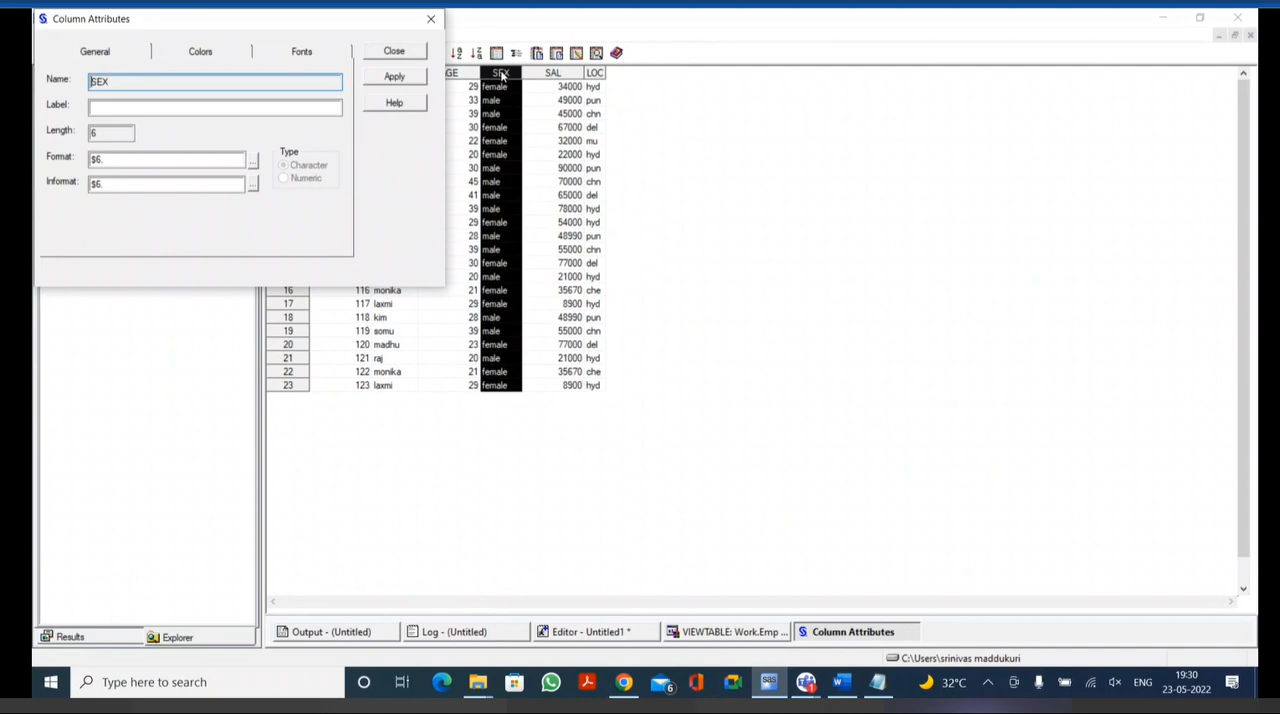 Column Attributes
General
Colors
Fonts
Close
Name:
SEX
Apply
Label:
Help
Length:
6
Format:
$6.
...
Type
Character
Numeric
Informat:
$6.
...
GE SEX SAL LOC
29 female 34000 hyd
33 male 49000 pun
39 male 45000 chn
30 female 67000 del
22 female 32000 mu
20 female 22000 hyd
30 male 90000 pun
45 male 70000 chn
41 male 65000 del
39 male 78000 hyd
29 female 54000 hyd
28 male 48990 pun
39 male 55000 chn
30 female 77000 del
20 male 21000 hyd
16 116 monika 21 female 35670 che
17 117 laxmi 29 female 8900 hyd
18 118 kim 28 male 48990 pun
19 119 somu 39 male 55000 chn
20 120 madhu 23 female 77000 del
21 121 raj 20 male 21000 hyd
22 122 monika 21 female 35670 che
23 123 laxmi 29 female 8900 hyd
Results
Explorer
Output - (Untitled)
Log - (Untitled)
Editor - Untitled1 *
VIEWTABLE: Work.Emp ...
Column Attributes
C:\Users\srinivas maddukuri
Type here to search
6
sas
32°C
ENG
19:30
23-05-2022